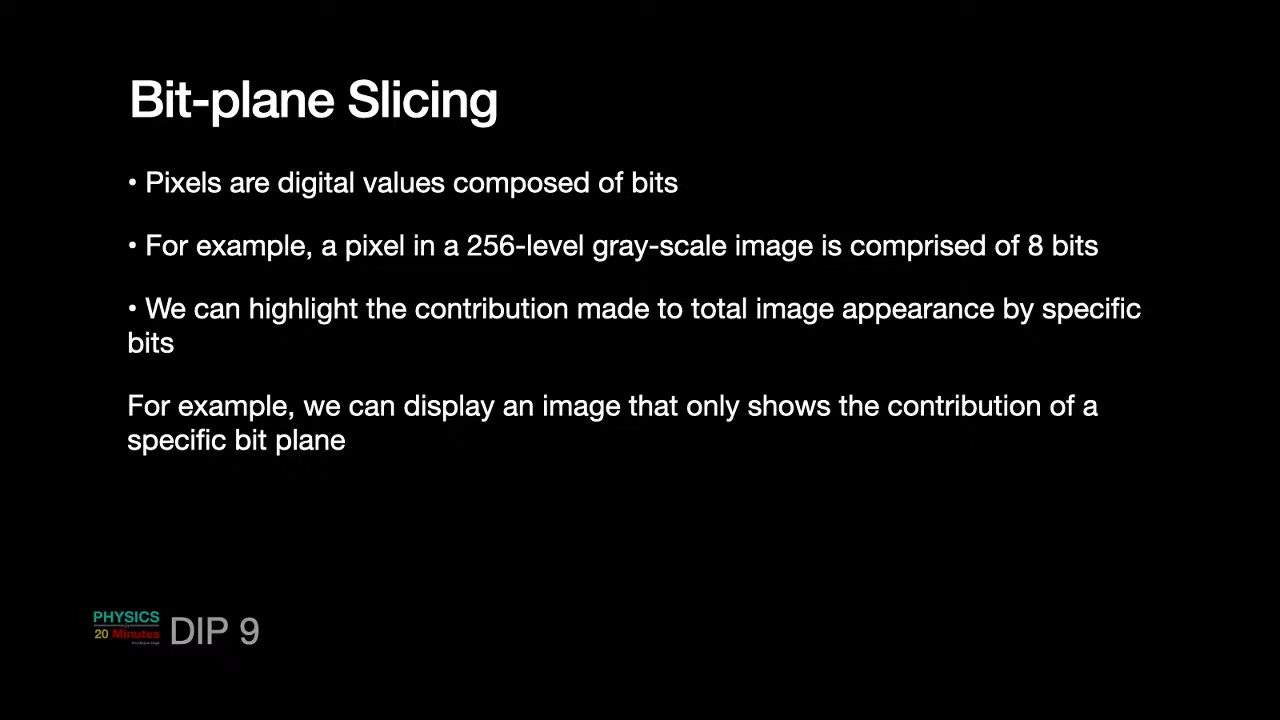 Bit-plane Slicing
• Pixels are digital values composed of bits
• For example, a pixel in a 256-level gray-scale image is comprised of 8 bits
• We can highlight the contribution made to total image appearance by specific
bits
For example, we can display an image that only shows the contribution of a
specific bit plane
PHYSICS
20 Minutes
DIP 9